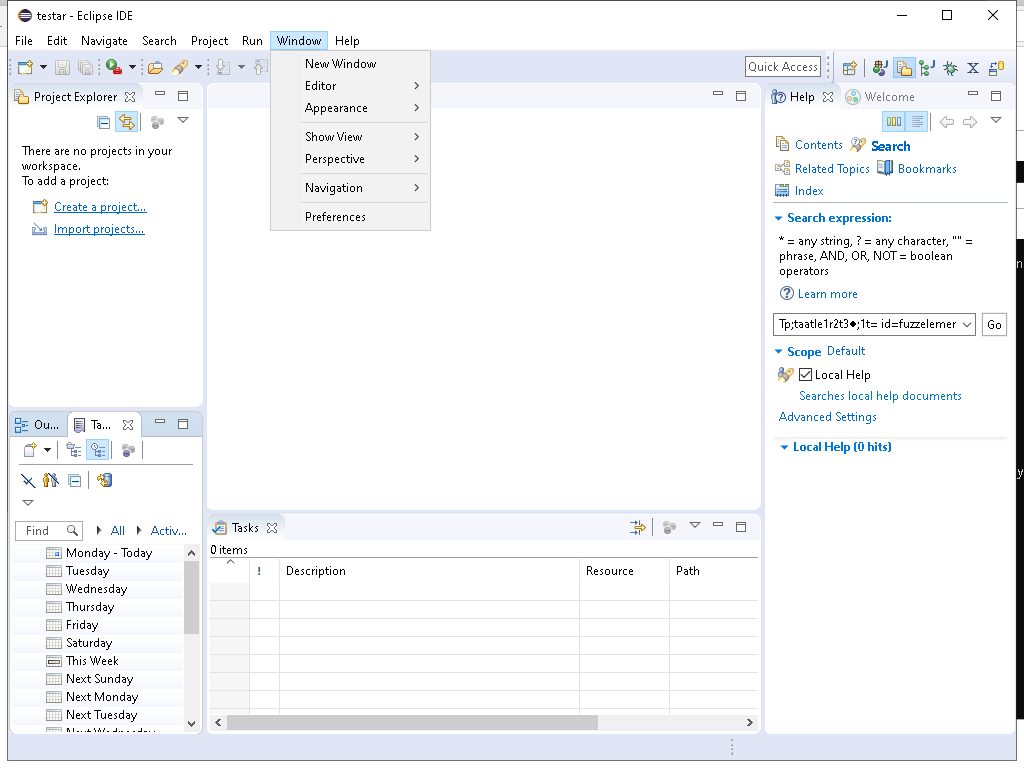 testar - Eclipse IDE
File Edit Navigate Search Project Run Window Help
Quick Access
New Window
Editor
Appearance
Show View
Perspective
Navigation
Preferences
Project Explorer
There are no projects in your
workspace.
To add a project:
Create a project...
Import projects...
Ou...
Ta...
Find
All
Activ...
Monday - Today
Tuesday
Wednesday
Thursday
Friday
Saturday
This Week
Next Sunday
Next Monday
Next Tuesday
Next Wednesday
Tasks
0 items
! Description Resource Path
Help
Welcome
Contents
Search
Related Topics
Bookmarks
Index
Search expression:
* = any string, ? = any character, "" =
phrase, AND, OR, NOT = boolean
operators
Learn more
Tp;taatle1r2t3◆;1t= id=fuzzelemer
Go
Scope Default
Local Help
Searches local help documents
Advanced Settings
Local Help (0 hits)